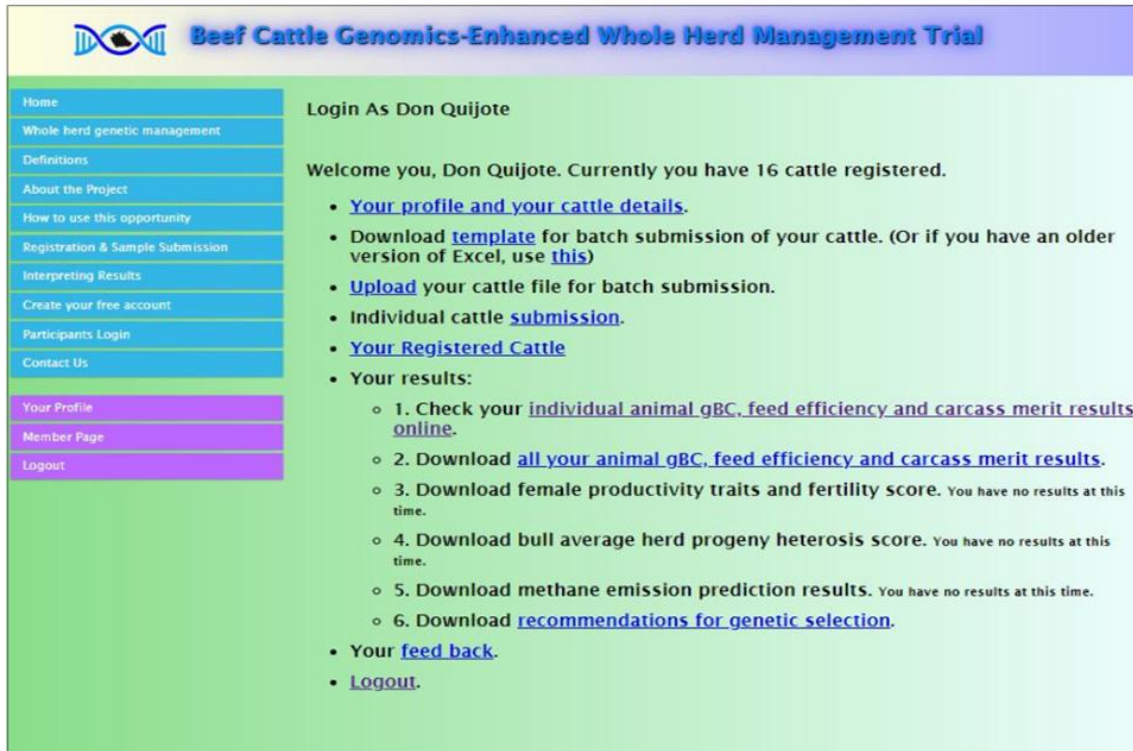 Beef Cattle Genomics-Enhanced Whole Herd Management Trial
Home
Whole herd genetic management
Definitions
About the Project
How to use this opportunity
Registration & Sample Submission
Interpreting Results
Create your free account
Participants Login
Contact Us
Your Profile
Member Page
Logout
Login As Don Quijote
Welcome you, Don Quijote. Currently you have 16 cattle registered.
• Your profile and your cattle details.
• Download template for batch submission of your cattle. (Or if you have an older
version of Excel, use this)
• Upload your cattle file for batch submission.
• Individual cattle submission.
• Your Registered Cattle
• Your results:
◦ 1. Check your individual animal gBC, feed efficiency and carcass merit results
online.
◦ 2. Download all your animal gBC, feed efficiency and carcass merit results.
◦ 3. Download female productivity traits and fertility score. You have no results at this
time.
◦ 4. Download bull average herd progeny heterosis score. You have no results at this
time.
◦ 5. Download methane emission prediction results. You have no results at this time.
◦ 6. Download recommendations for genetic selection.
• Your feed back.
• Logout.